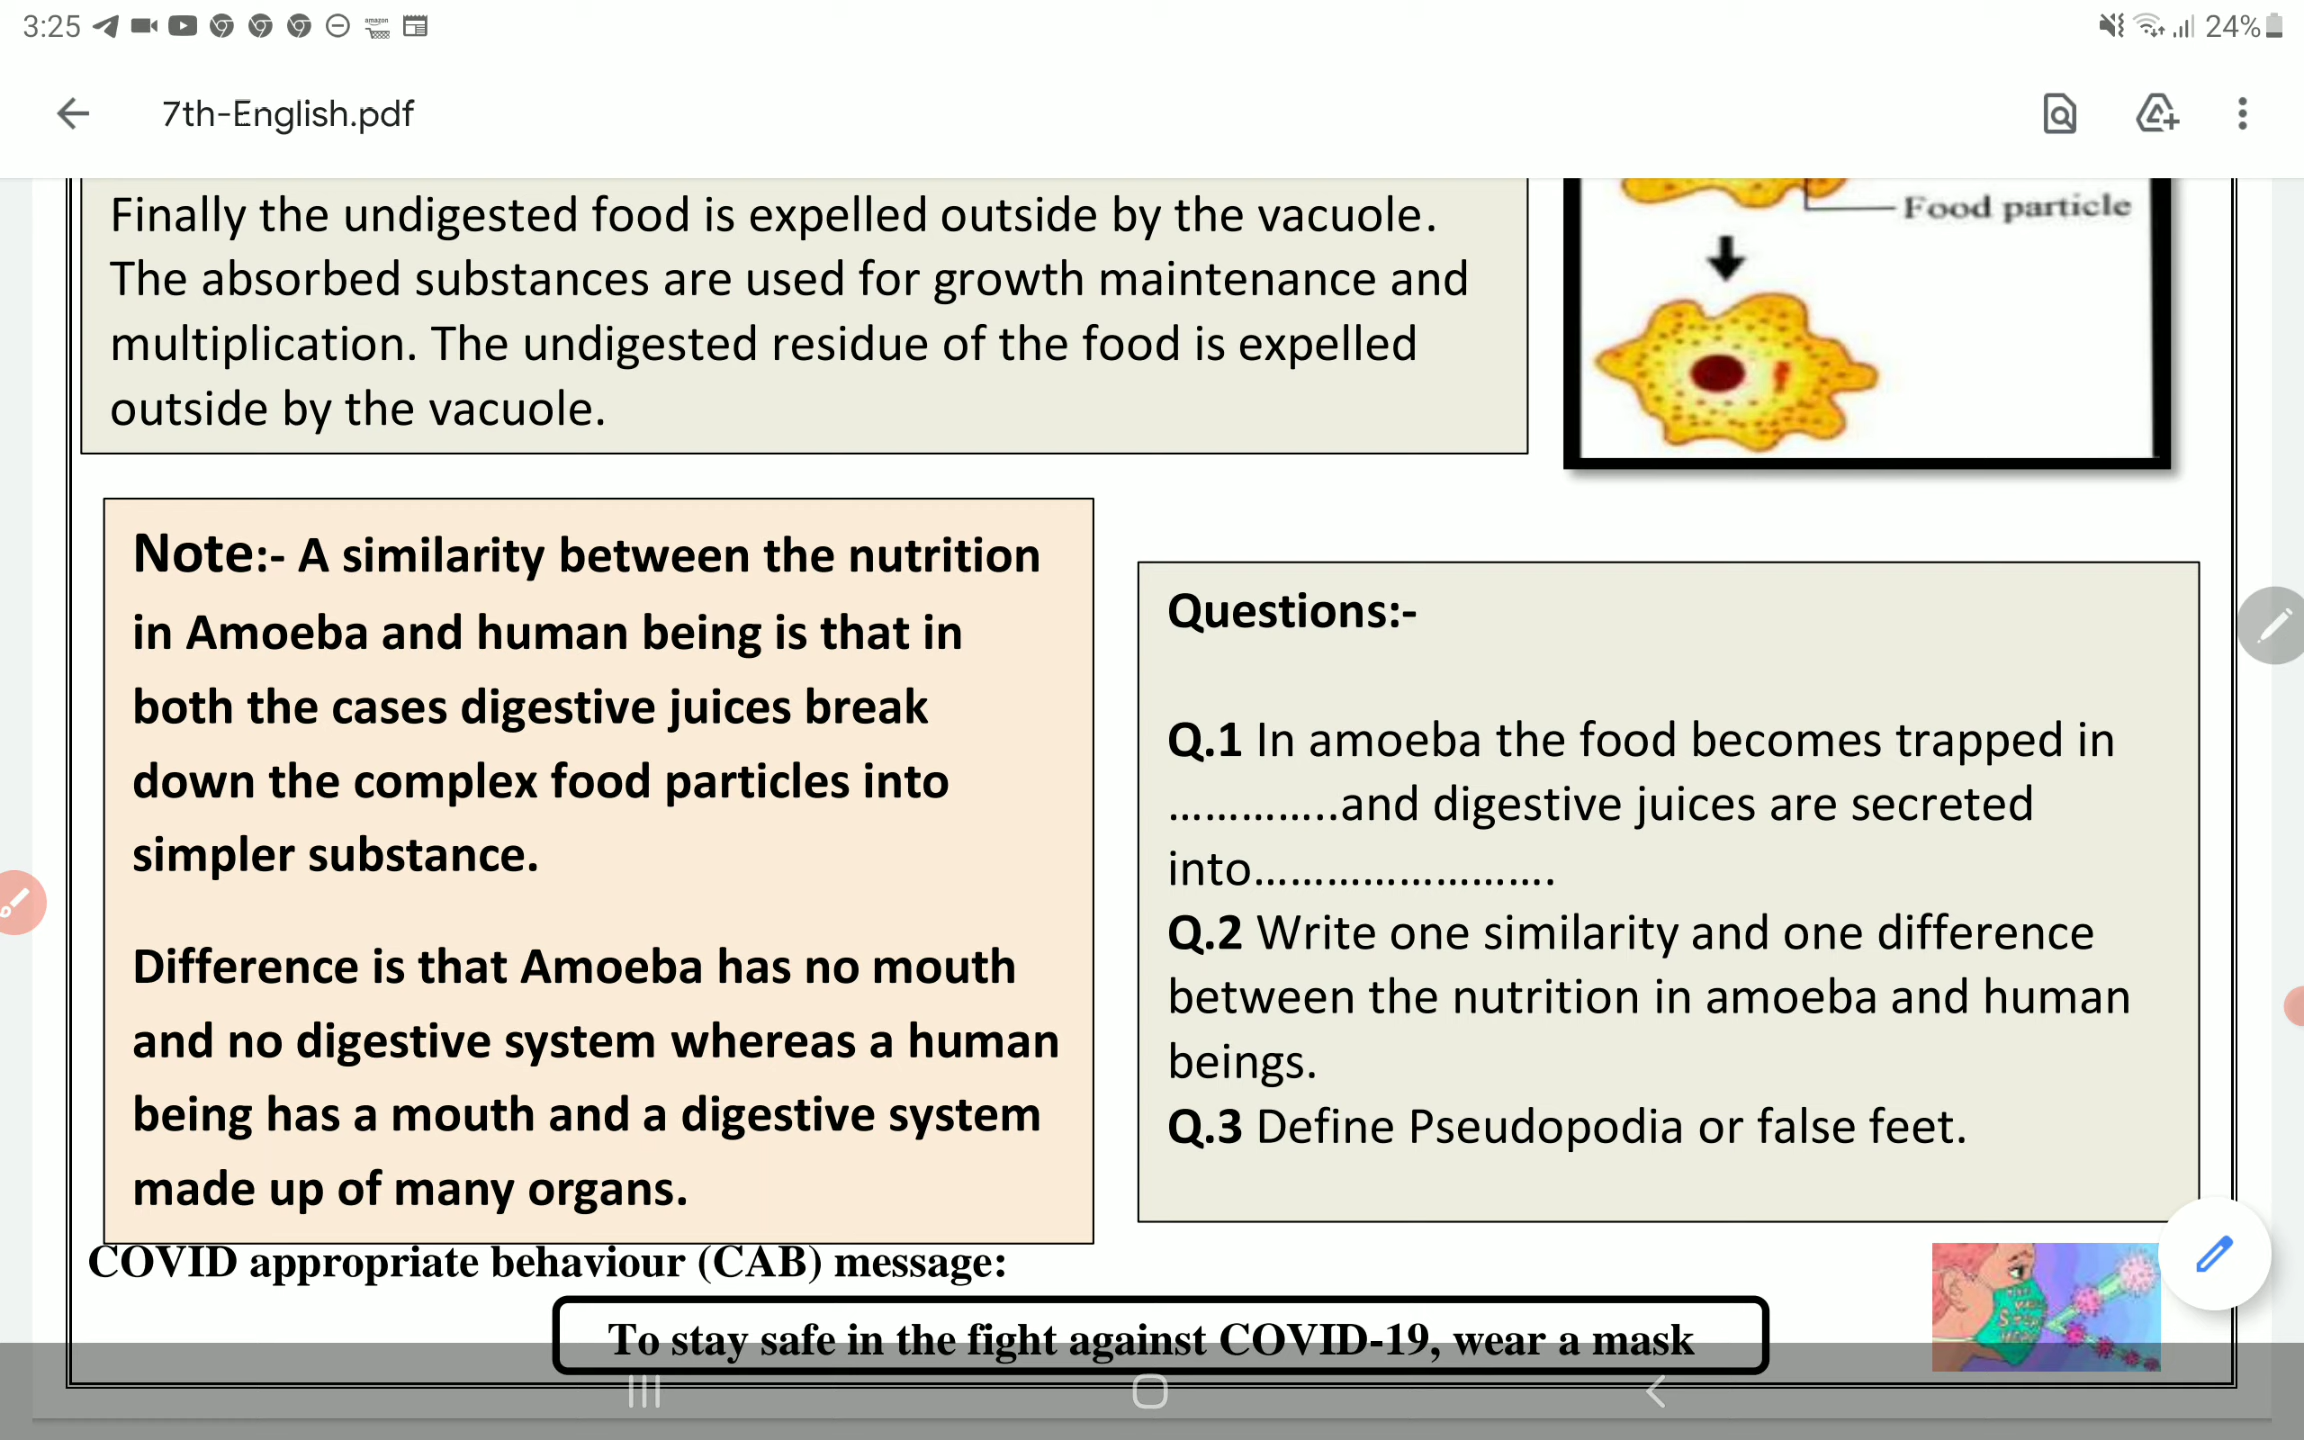 3:25
24%
7th-English.pdf
Finally the undigested food is expelled outside by the vacuole.
The absorbed substances are used for growth maintenance and
multiplication. The undigested residue of the food is expelled
outside by the vacuole.
Food particle
Note:- A similarity between the nutrition
in Amoeba and human being is that in
both the cases digestive juices break
down the complex food particles into
simpler substance.
Difference is that Amoeba has no mouth
and no digestive system whereas a human
being has a mouth and a digestive system
made up of many organs.
Questions:-
Q.1 In amoeba the food becomes trapped in
..............and digestive juices are secreted
into.........................
Q.2 Write one similarity and one difference
between the nutrition in amoeba and human
beings.
Q.3 Define Pseudopodia or false feet.
COVID appropriate behaviour (CAB) message:
To stay safe in the fight against COVID-19, wear a mask